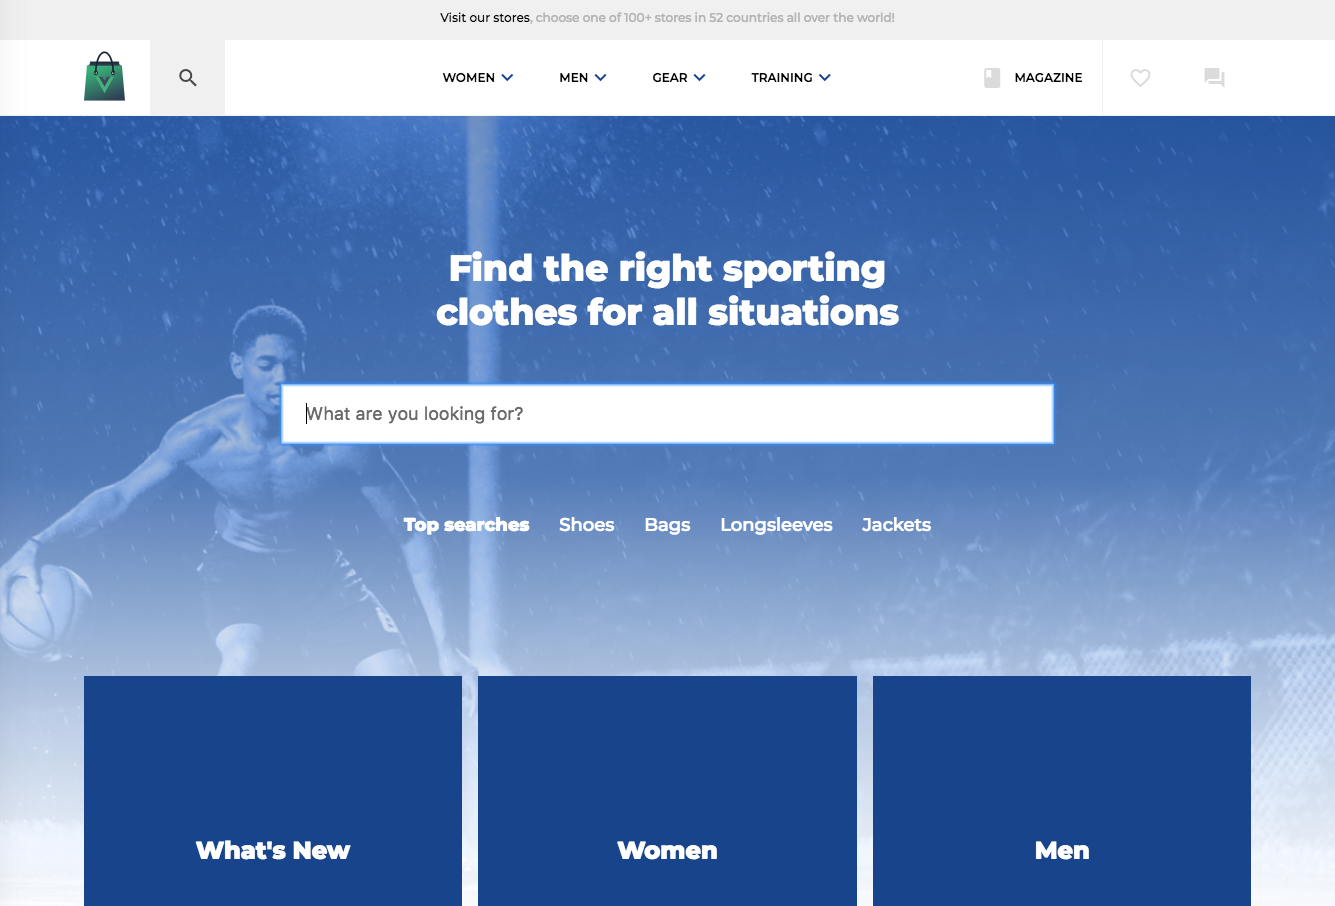 Visit our stores, choose one of 100+ stores in 52 countries all over the world!
WOMEN MEN GEAR TRAINING MAGAZINE
Find the right sporting
clothes for all situations
What are you looking for?
Top searches Shoes Bags Longsleeves Jackets
What's New Women Men